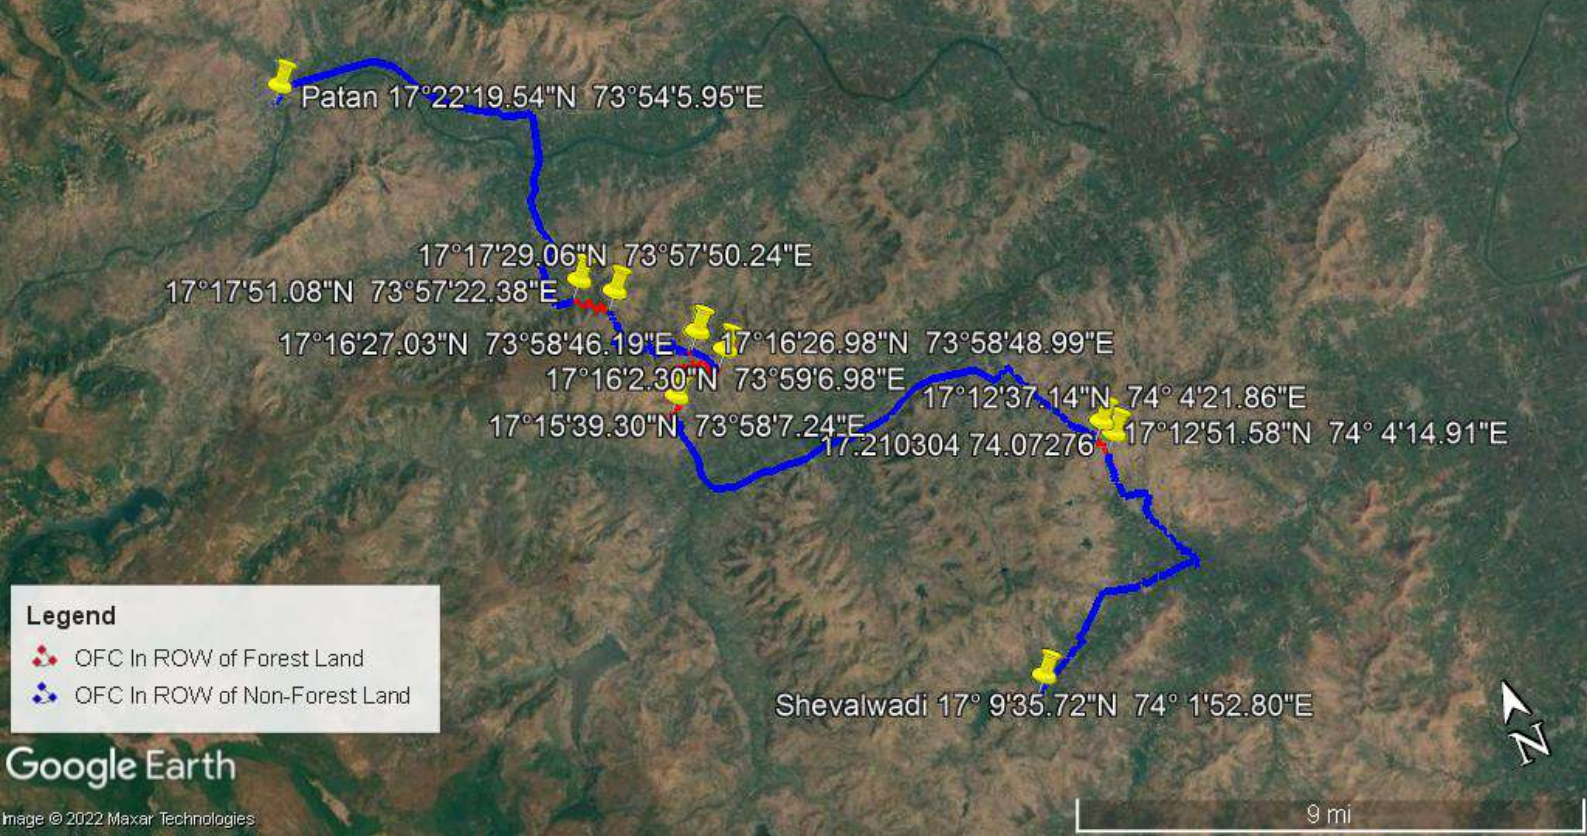 Patan 17°22'19.54"N 73°54'5.95"E
17°17'29.06"N 73°57'50.24"E
17°17'51.08"N 73°57'22.38"E
17°16'27.03"N 73°58'46.19"E
17°16'26.98"N 73°58'48.99"E
17°16'2.30"N 73°59'6.98"E
17°12'37.14"N 74° 4'21.86"E
17°15'39.30"N 73°58'7.24"E
17°12'51.58"N 74° 4'14.91"E
17.210304 74.07276
Legend
OFC In ROW of Forest Land
OFC In ROW of Non-Forest Land
Shevalwadi 17° 9'35.72"N 74° 1'52.80"E
N
Google Earth
Image © 2022 Maxar Technologies
9 mi